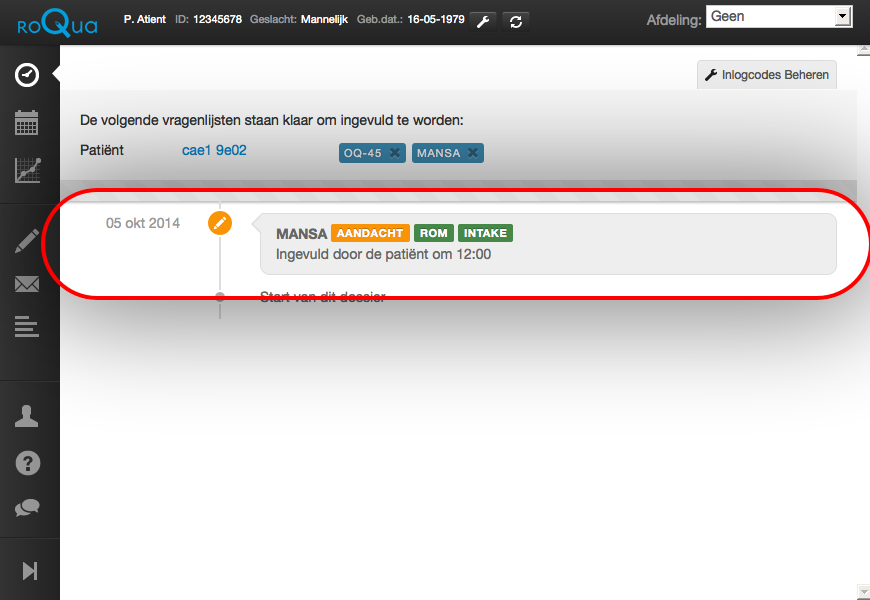 roQua P. Atient ID: 12345678 Geslacht: Mannelijk Geb.dat.: 16-05-1979 Afdeling: Geen
Inlogcodes Beheren
De volgende vragenlijsten staan klaar om ingevuld te worden:
Patiënt cae1 9e02 OQ-45 MANSA
05 okt 2014 MANSA AANDACHT ROM INTAKE
Ingevuld door de patiënt om 12:00
Start van dit dossier